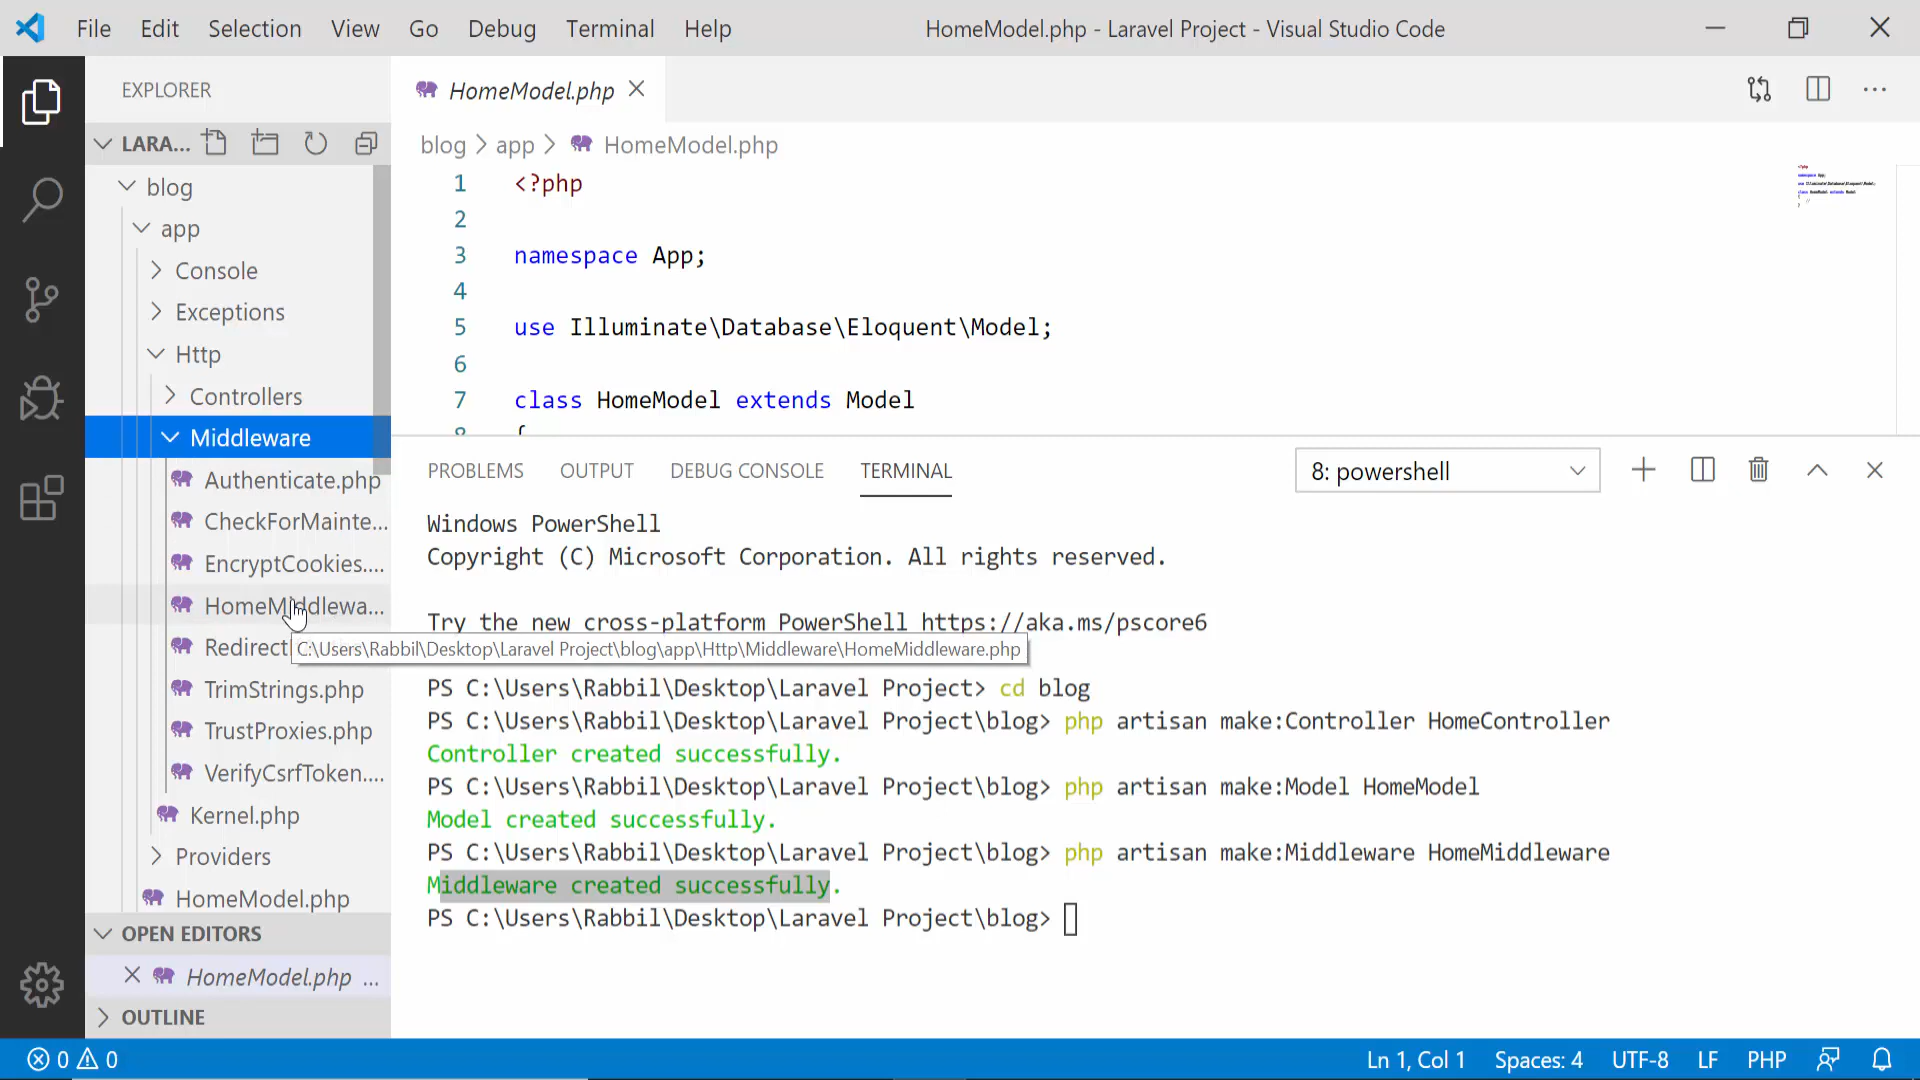 File Edit Selection View Go Debug Terminal Help
HomeModel.php - Laravel Project - Visual Studio Code
EXPLORER
LARA...
blog
app
Console
Exceptions
Http
Controllers
Middleware
Authenticate.php
CheckForMainte...
EncryptCookies....
HomeMiddlewa...
Redirect
TrimStrings.php
TrustProxies.php
VerifyCsrfToken....
Kernel.php
Providers
HomeModel.php
OPEN EDITORS
HomeModel.php ...
OUTLINE
HomeModel.php
blog > app > HomeModel.php
1 <?php
2
3 namespace App;
4
5 use Illuminate\Database\Eloquent\Model;
6
7 class HomeModel extends Model
8 {
PROBLEMS OUTPUT DEBUG CONSOLE TERMINAL
8: powershell
Windows PowerShell
Copyright (C) Microsoft Corporation. All rights reserved.
Try the new cross-platform PowerShell https://aka.ms/pscore6
C:\Users\Rabbil\Desktop\Laravel Project\blog\app\Http\Middleware\HomeMiddleware.php
PS C:\Users\Rabbil\Desktop\Laravel Project> cd blog
PS C:\Users\Rabbil\Desktop\Laravel Project\blog> php artisan make:Controller HomeController
Controller created successfully.
PS C:\Users\Rabbil\Desktop\Laravel Project\blog> php artisan make:Model HomeModel
Model created successfully.
PS C:\Users\Rabbil\Desktop\Laravel Project\blog> php artisan make:Middleware HomeMiddleware
Middleware created successfully.
PS C:\Users\Rabbil\Desktop\Laravel Project\blog>
0 0
Ln 1, Col 1 Spaces: 4 UTF-8 LF PHP